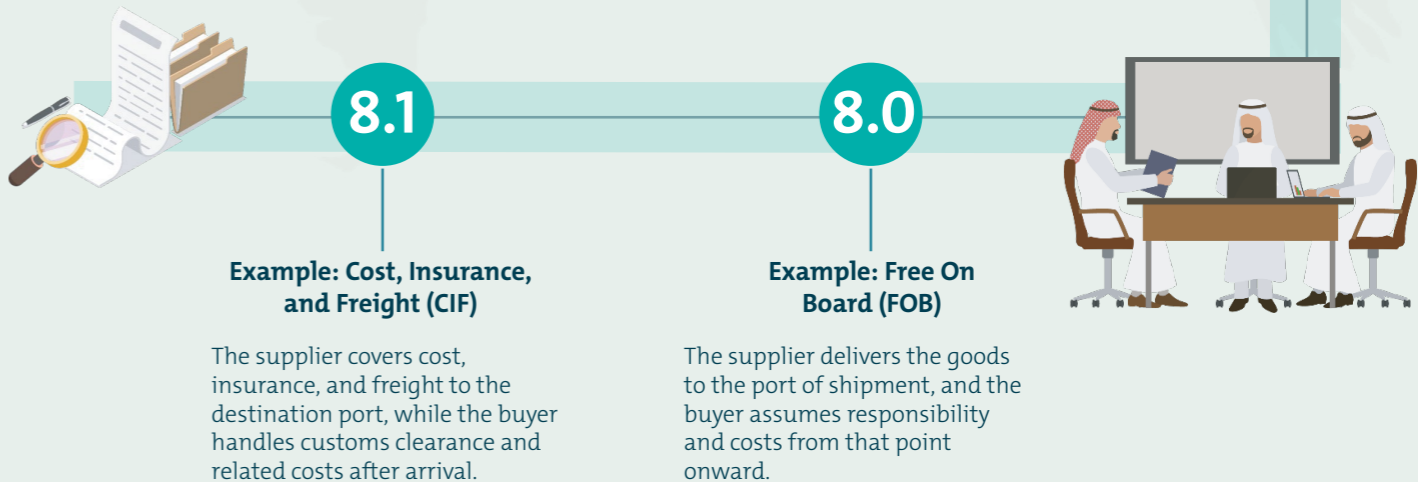 8.1
Example: Cost, Insurance,
and Freight (CIF)
The supplier covers cost,
insurance, and freight to the
destination port, while the buyer
handles customs clearance and
related costs after arrival.
8.0
Example: Free On
Board (FOB)
The supplier delivers the goods
to the port of shipment, and the
buyer assumes responsibility
and costs from that point
onward.